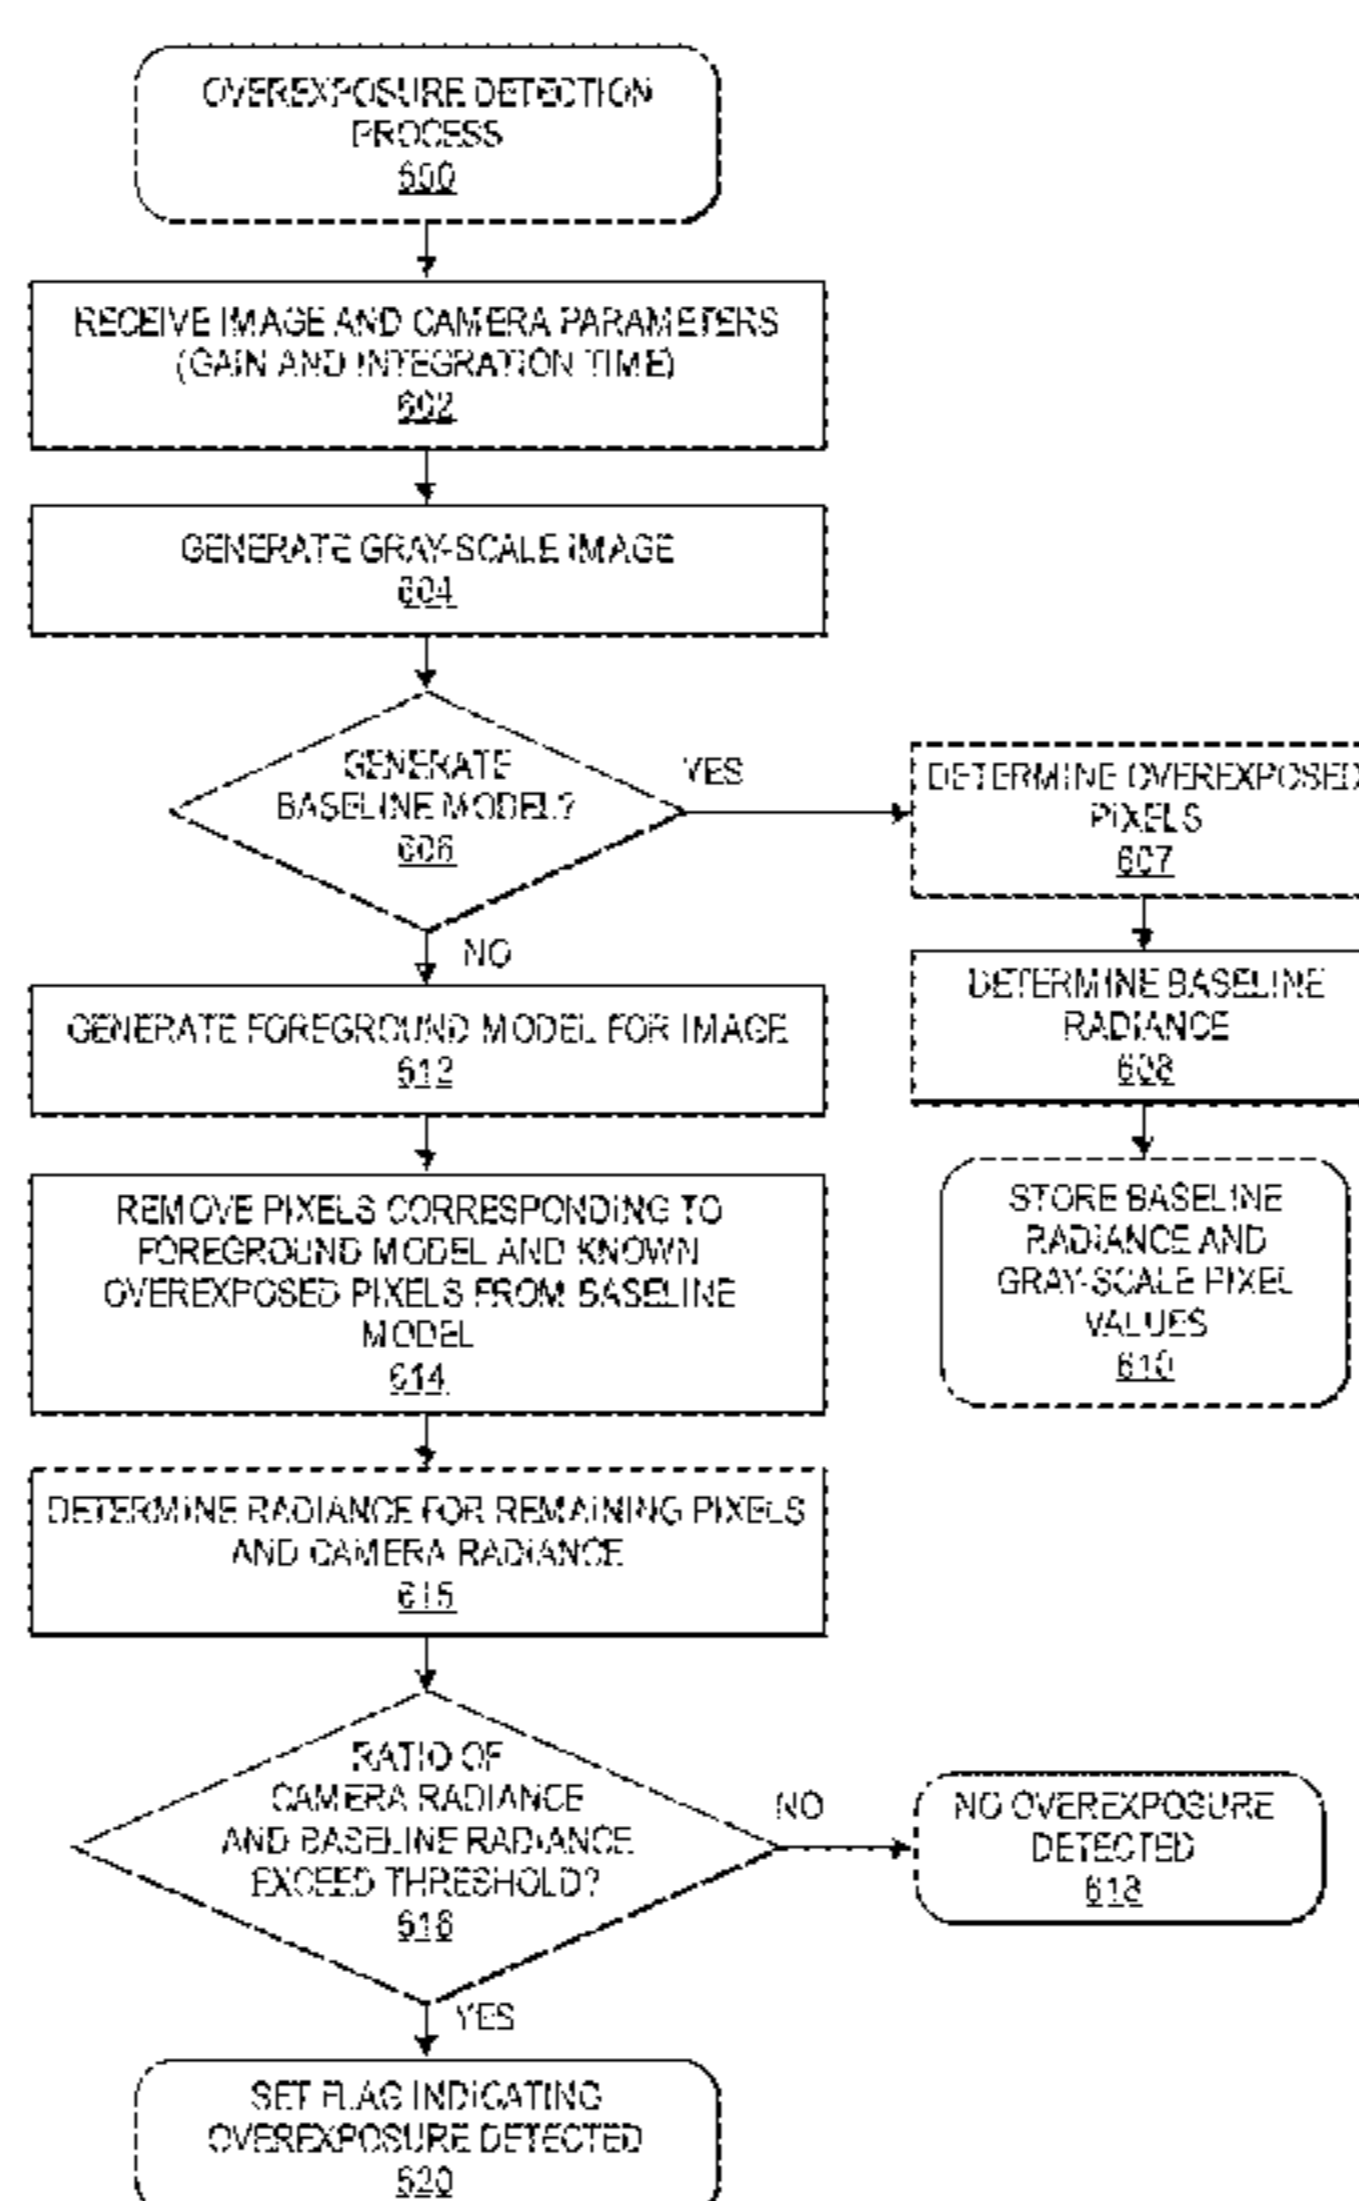 OVEREXPOSURE DETECTION
PROCESS
600
RECEIVE IMAGE AND CAMERA PARAMETERS
(GAIN AND INTEGRATION TIME)
602
GENERATE GRAY-SCALE IMAGE
604
GENERATE
BASELINE MODEL?
606
YES
DETERMINE OVEREXPOSED
PIXELS
607
NO
DETERMINE BASELINE
RADIANCE
608
GENERATE FOREGROUND MODEL FOR IMAGE
612
STORE BASELINE
RADIANCE AND
GRAY-SCALE PIXEL
VALUES
610
REMOVE PIXELS CORRESPONDING TO
FOREGROUND MODEL AND KNOWN
OVEREXPOSED PIXELS FROM BASELINE
MODEL
614
DETERMINE RADIANCE FOR REMAINING PIXELS
AND CAMERA RADIANCE
615
RATIO OF
CAMERA RADIANCE
AND BASELINE RADIANCE
EXCEED THRESHOLD?
616
NO
NO OVEREXPOSURE
DETECTED
618
YES
SET FLAG INDICATING
OVEREXPOSURE DETECTED
620